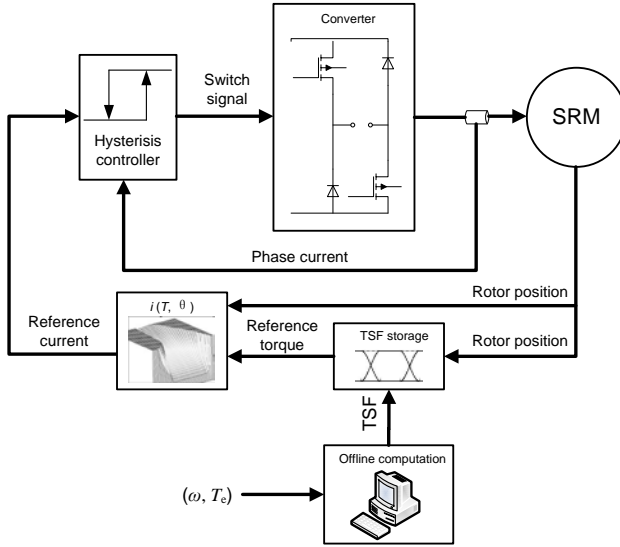 Converter
Switch
signal
Hysterisis
controller
SRM
Phase current
Rotor position
i (T, θ)
Reference
current
Reference
torque
TSF storage
Rotor position
TSF
Offline computation
(ω, Te)